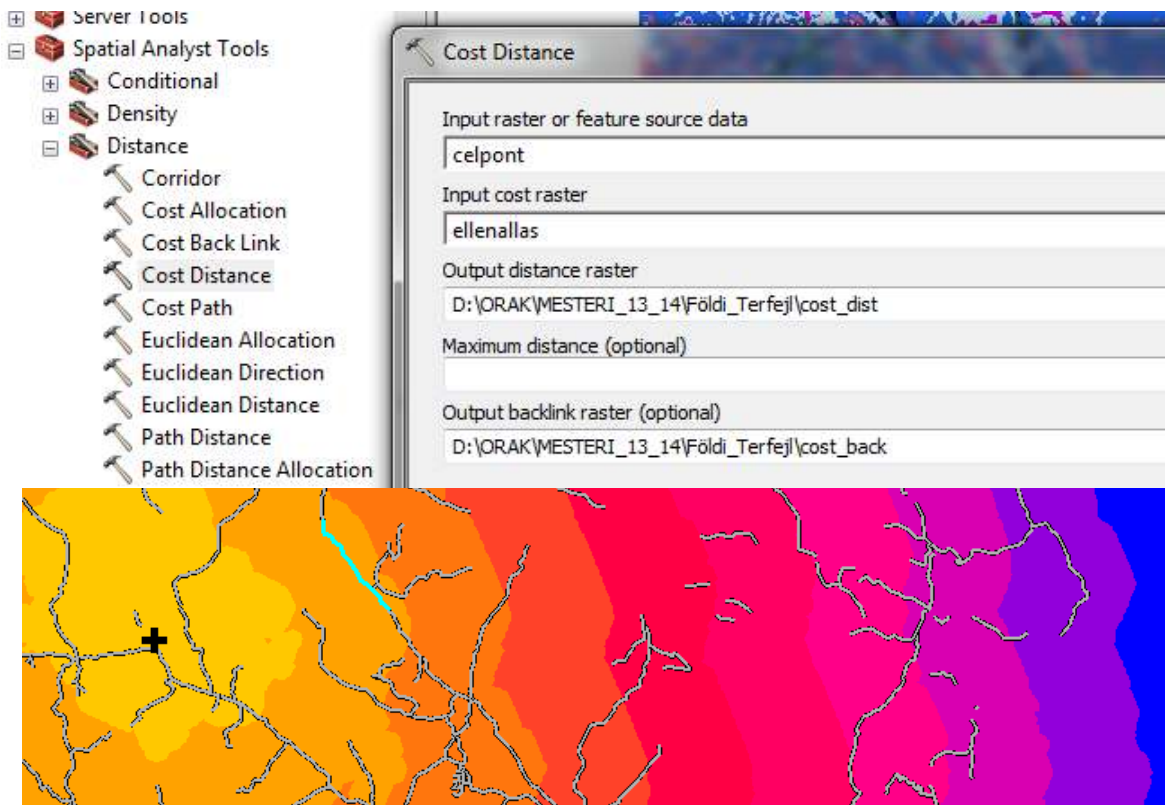 Server Tools
Spatial Analyst Tools
Conditional
Density
Distance
Corridor
Cost Allocation
Cost Back Link
Cost Distance
Cost Path
Euclidean Allocation
Euclidean Direction
Euclidean Distance
Path Distance
Path Distance Allocation
Cost Distance
Input raster or feature source data
celpont
Input cost raster
ellenallas
Output distance raster
D:\ORAK\MESTERI_13_14\Földi_Terfejl\cost_dist
Maximum distance (optional)
Output backlink raster (optional)
D:\ORAK\MESTERI_13_14\Földi_Terfejl\cost_back